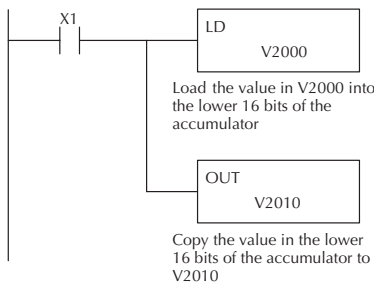 X1
LD
V2000
Load the value in V2000 into
the lower 16 bits of the
accumulator
OUT
V2010
Copy the value in the lower
16 bits of the accumulator to
V2010